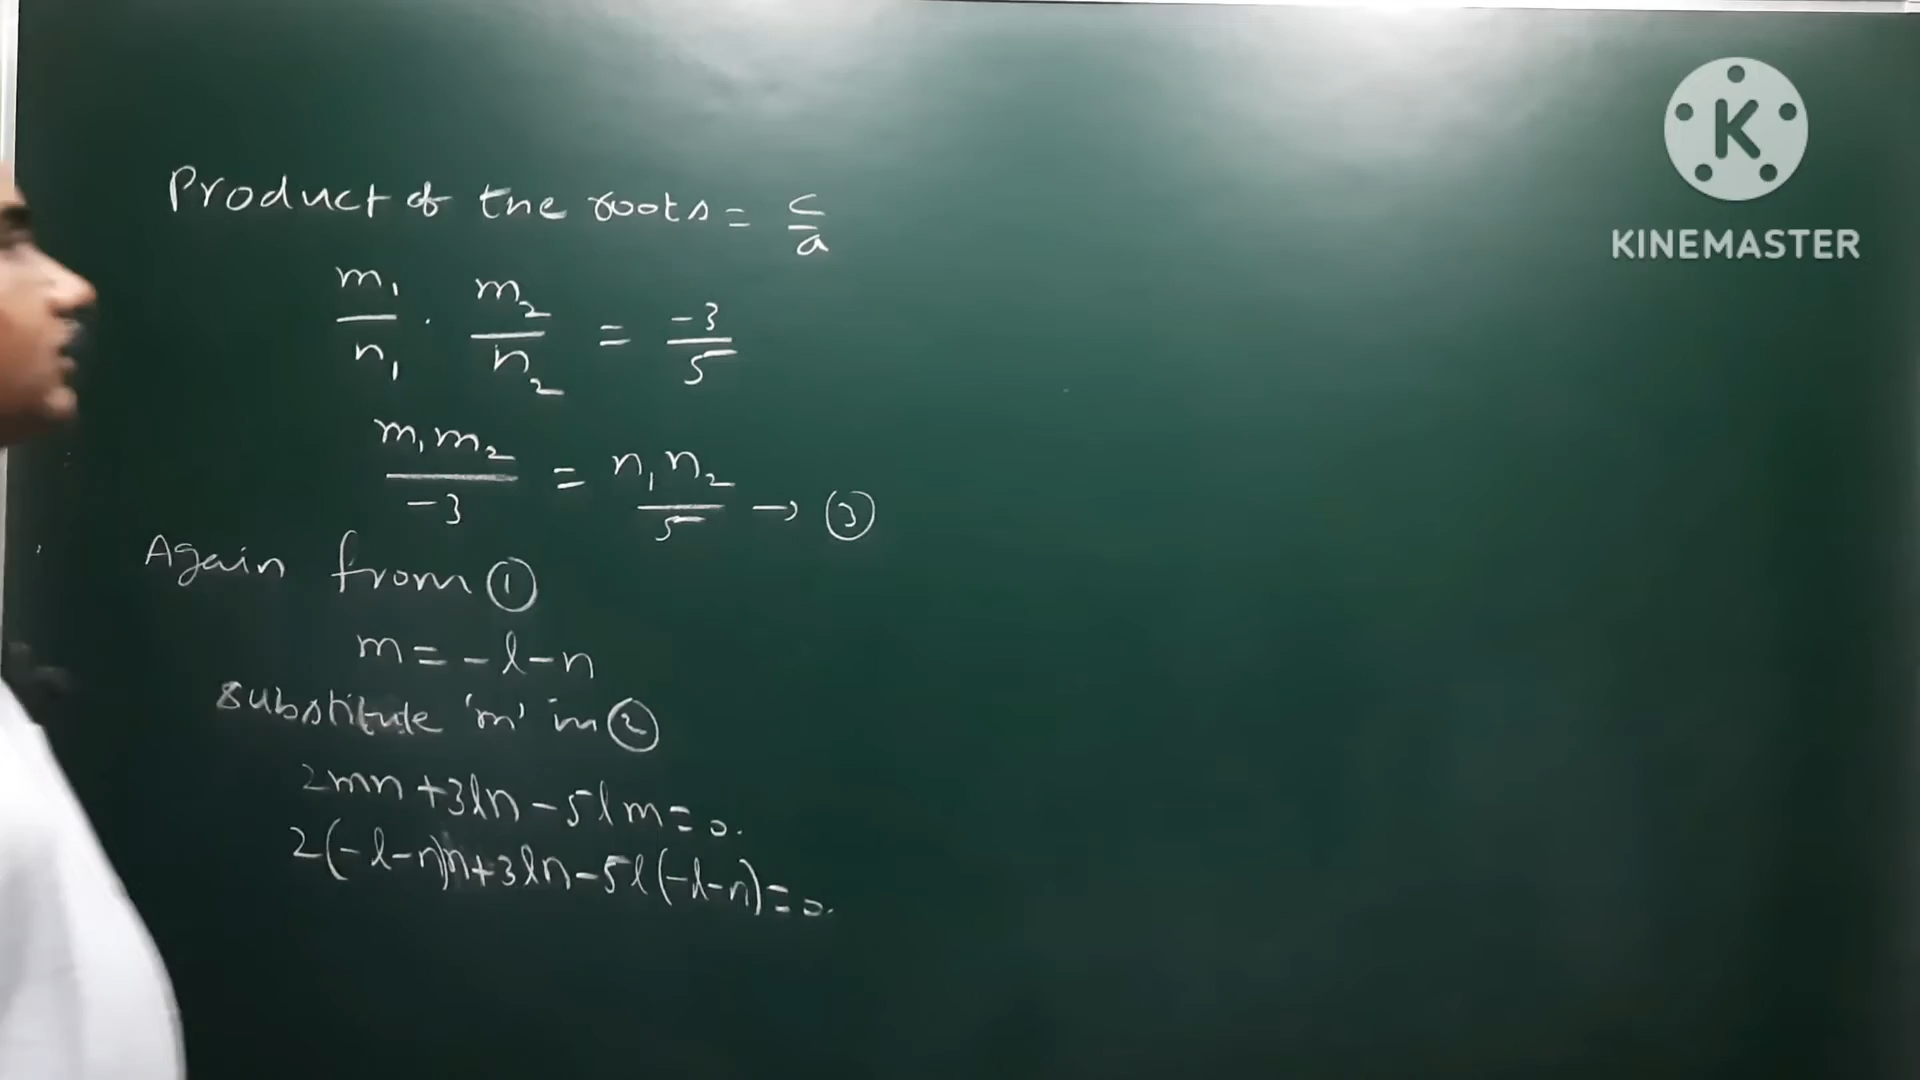 Product of the roots = c/a
m₁/n₁ · m₂/n₂ = -3/5
m₁m₂/-3 = n₁n₂/5 → ③
Again from ①
m = -l-n
substitute 'm' in ②
2mn +3ln -5lm = 0.
2(-l-n)n+3ln-5l(-l-n)=0.
K
KINEMASTER